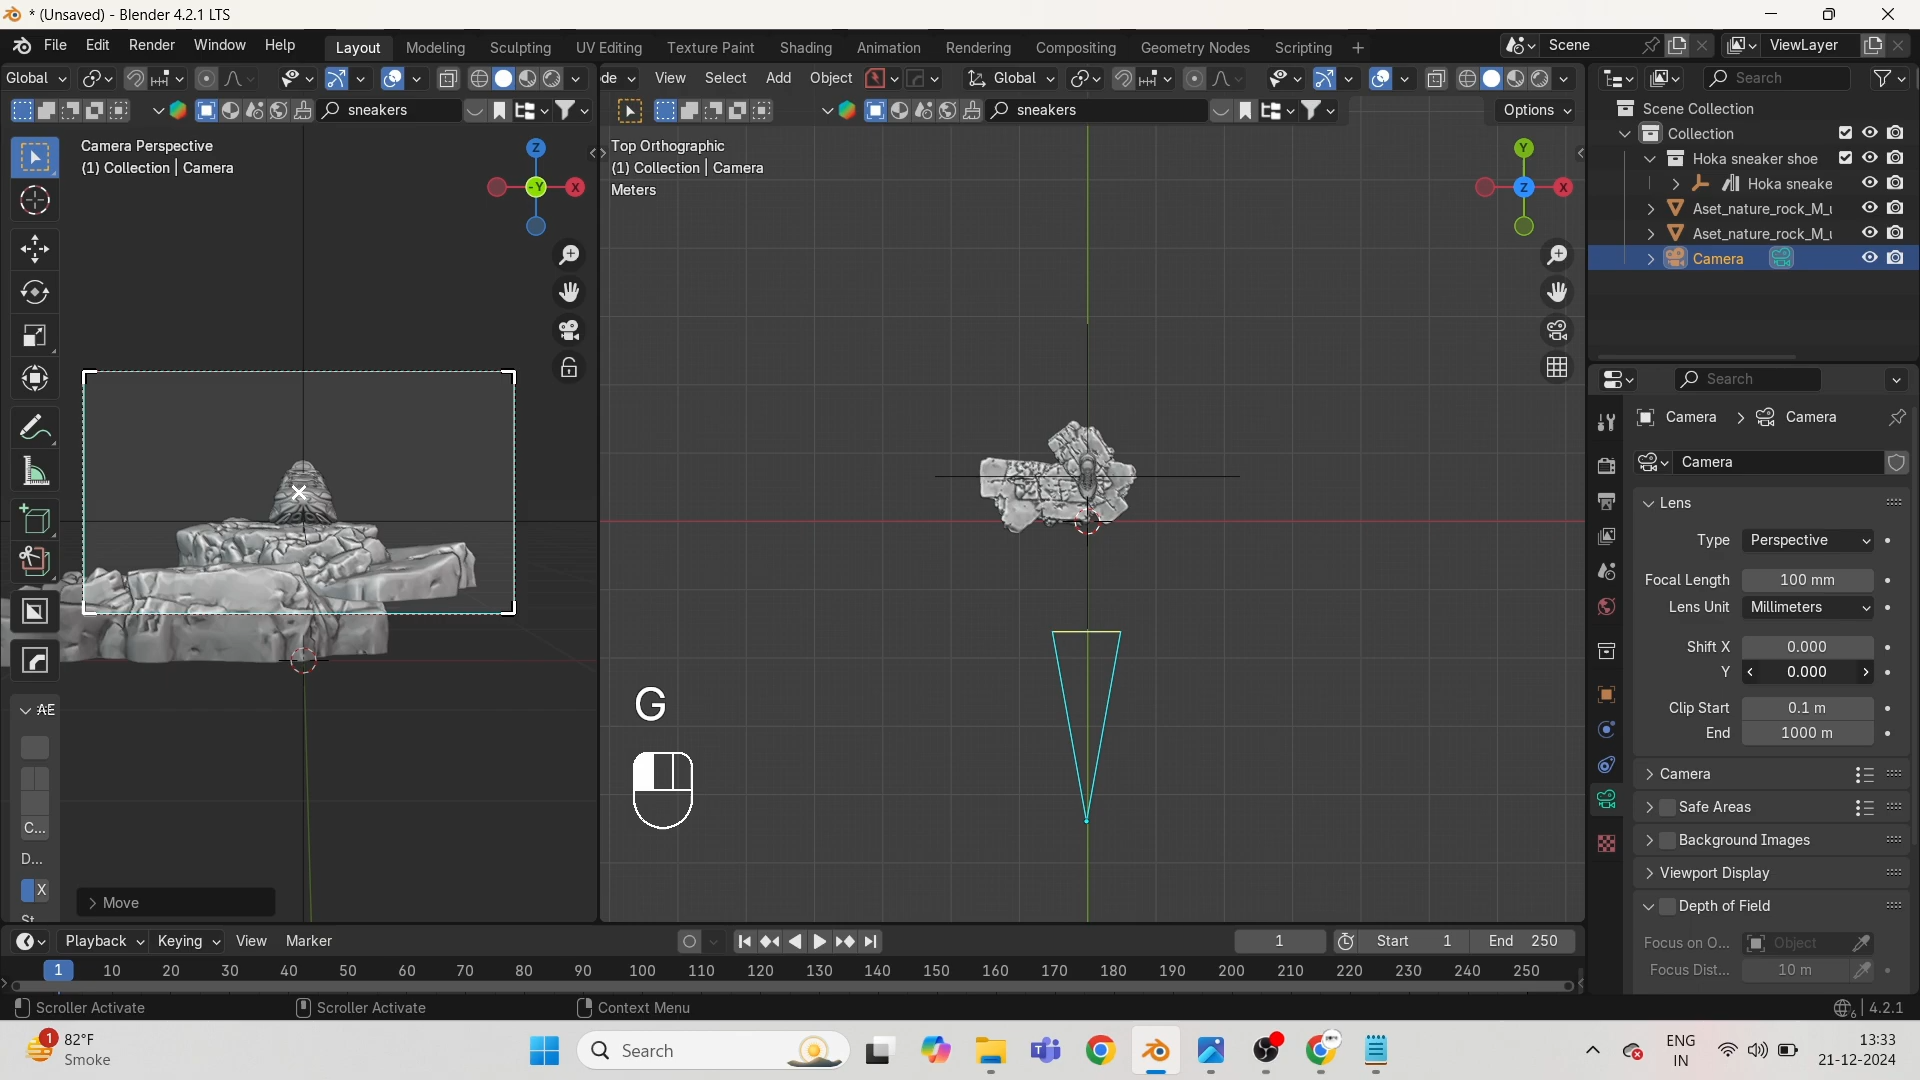 * (Unsaved) - Blender 4.2.1 LTS
File Edit Render Window Help Layout Modeling Sculpting UV Editing Texture Paint Shading Animation Rendering Compositing Geometry Nodes Scripting + Scene ViewLayer
Global de View Select Add Object Global Search
sneakers sneakers Options
Camera Perspective
(1) Collection | Camera
Z
-Y X
Top Orthographic
(1) Collection | Camera
Meters
Y
Z X
Scene Collection
Collection
Hoka sneaker shoe
Hoka sneake
Aset_nature_rock_M_u
Aset_nature_rock_M_u
Camera
Search
Camera > Camera
Camera
Lens
Type Perspective
Focal Length 100 mm
Lens Unit Millimeters
Shift X 0.000
Y 0.000
Clip Start 0.1 m
End 1000 m
Camera
Safe Areas
Background Images
Viewport Display
Depth of Field
Focus on O... Object
Focus Dist... 10 m
G
AE
C...
D...
X
Move
Playback Keying View Marker 1 Start 1 End 250
1 10 20 30 40 50 60 70 80 90 100 110 120 130 140 150 160 170 180 190 200 210 220 230 240 250
Scroller Activate Scroller Activate Context Menu 4.2.1
1 82°F
Smoke
Search
ENG
IN
13:33
21-12-2024